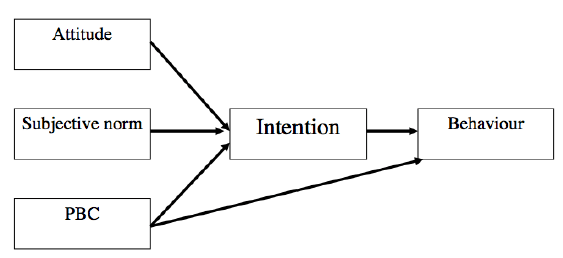 Attitude
Subjective norm
Intention
Behaviour
PBC